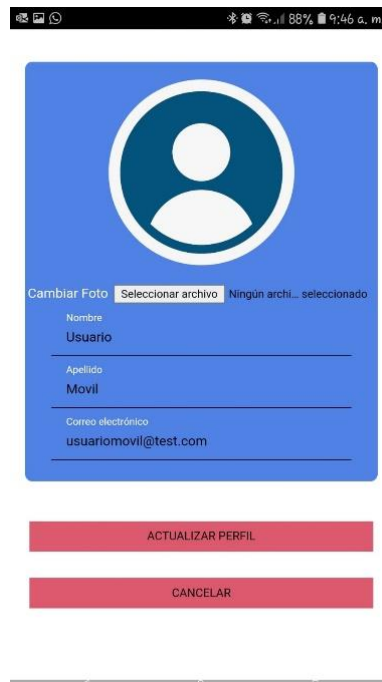 88% 9:46 a. m
Cambiar Foto Seleccionar archivo Ningún archi... seleccionado
Nombre
Usuario
Apellido
Movil
Correo electrónico
usuariomovil@test.com
ACTUALIZAR PERFIL
CANCELAR